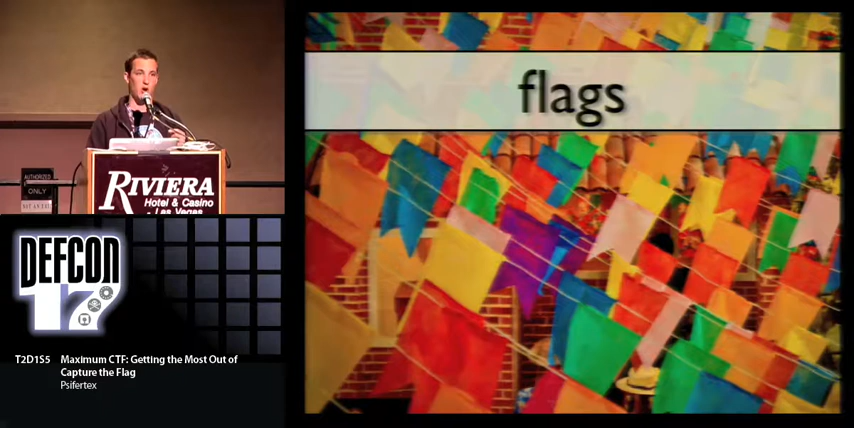 flags
AUTHORIZED
ONLY
RIVIERA
Hotel & Casino
Las Vegas
DEFCON
17
T2D1S5 Maximum CTF: Getting the Most Out of
Capture the Flag
Psifertex